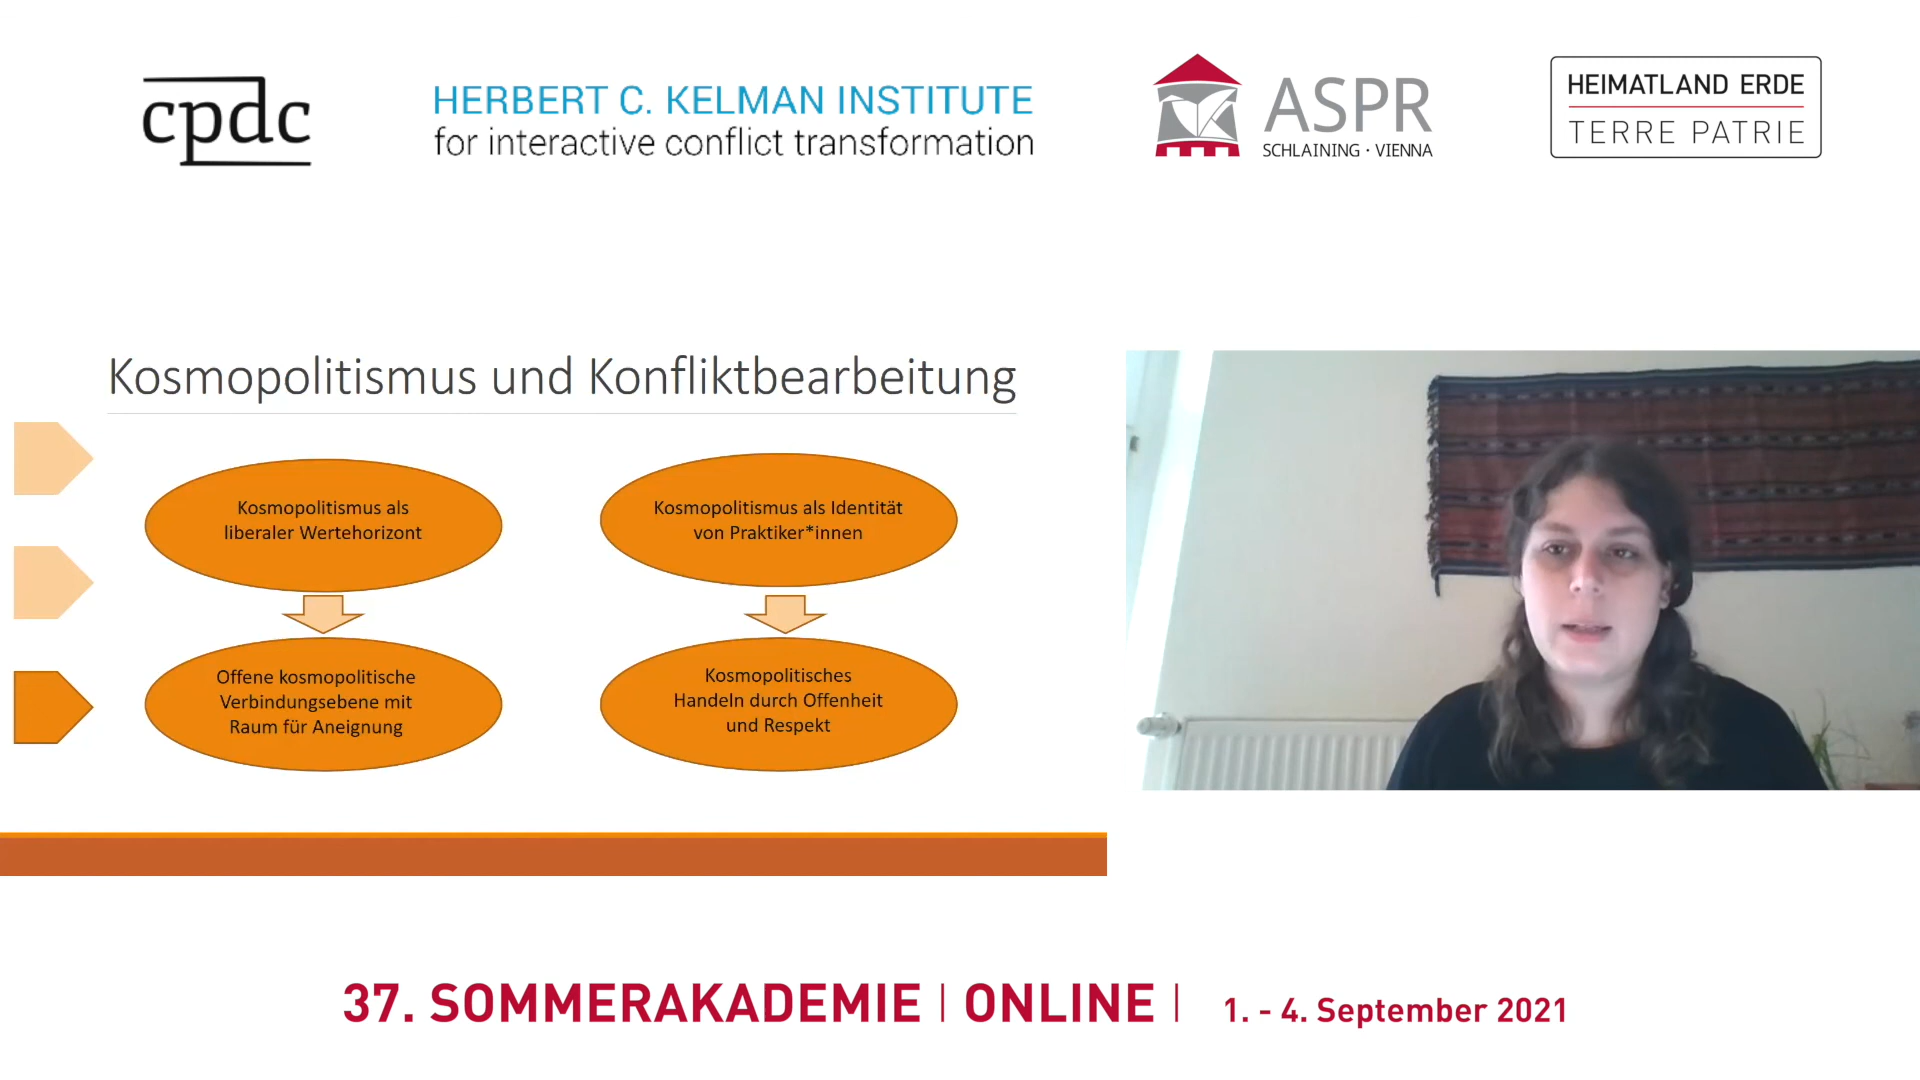 cpdc
HERBERT C. KELMAN INSTITUTE
for interactive conflict transformation
ASPR
SCHLAINING · VIENNA
HEIMATLAND ERDE
TERRE PATRIE
Kosmopolitismus und Konfliktbearbeitung
Kosmopolitismus als
liberaler Wertehorizont
Kosmopolitismus als Identität
von Praktiker*innen
Offene kosmopolitische
Verbindungsebene mit
Raum für Aneignung
Kosmopolitisches
Handeln durch Offenheit
und Respekt
37. SOMMERAKADEMIE | ONLINE | 1. - 4. September 2021